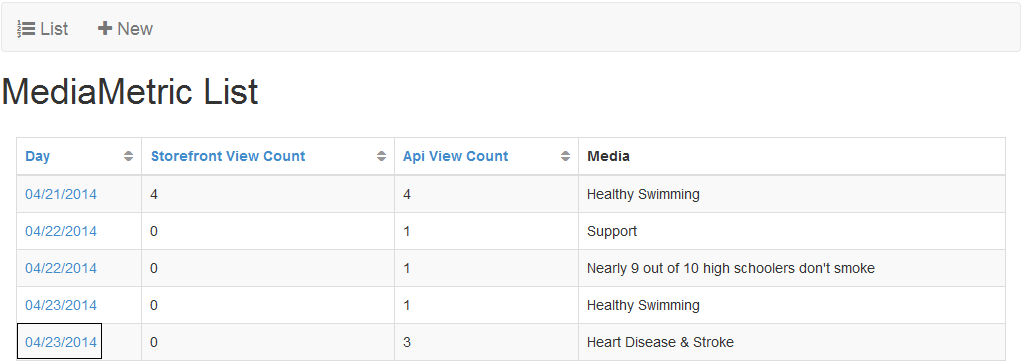 List New
MediaMetric List
Day Storefront View Count Api View Count Media
04/21/2014 4 4 Healthy Swimming
04/22/2014 0 1 Support
04/22/2014 0 1 Nearly 9 out of 10 high schoolers don't smoke
04/23/2014 0 1 Healthy Swimming
04/23/2014 0 3 Heart Disease & Stroke